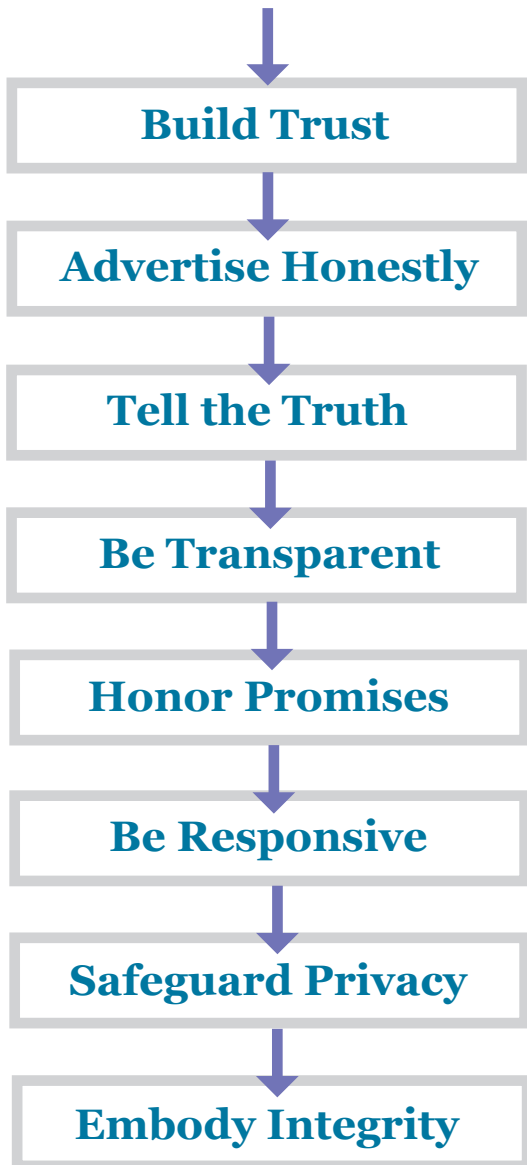 Build Trust
Advertise Honestly
Tell the Truth
Be Transparent
Honor Promises
Be Responsive
Safeguard Privacy
Embody Integrity